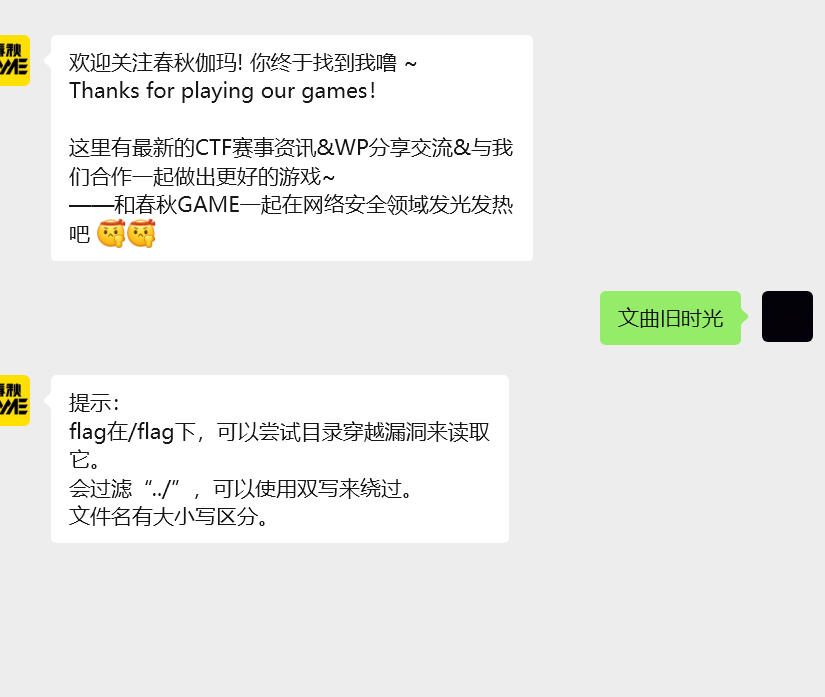 欢迎关注春秋伽玛! 你终于找到我噜 ~
Thanks for playing our games!
这里有最新的CTF赛事资讯&WP分享交流&与我
们合作一起做出更好的游戏~
——和春秋GAME一起在网络安全领域发光发热
吧
文曲旧时光
提示：
flag在/flag下，可以尝试目录穿越漏洞来读取
它。
会过滤“../”，可以使用双写来绕过。
文件名有大小写区分。